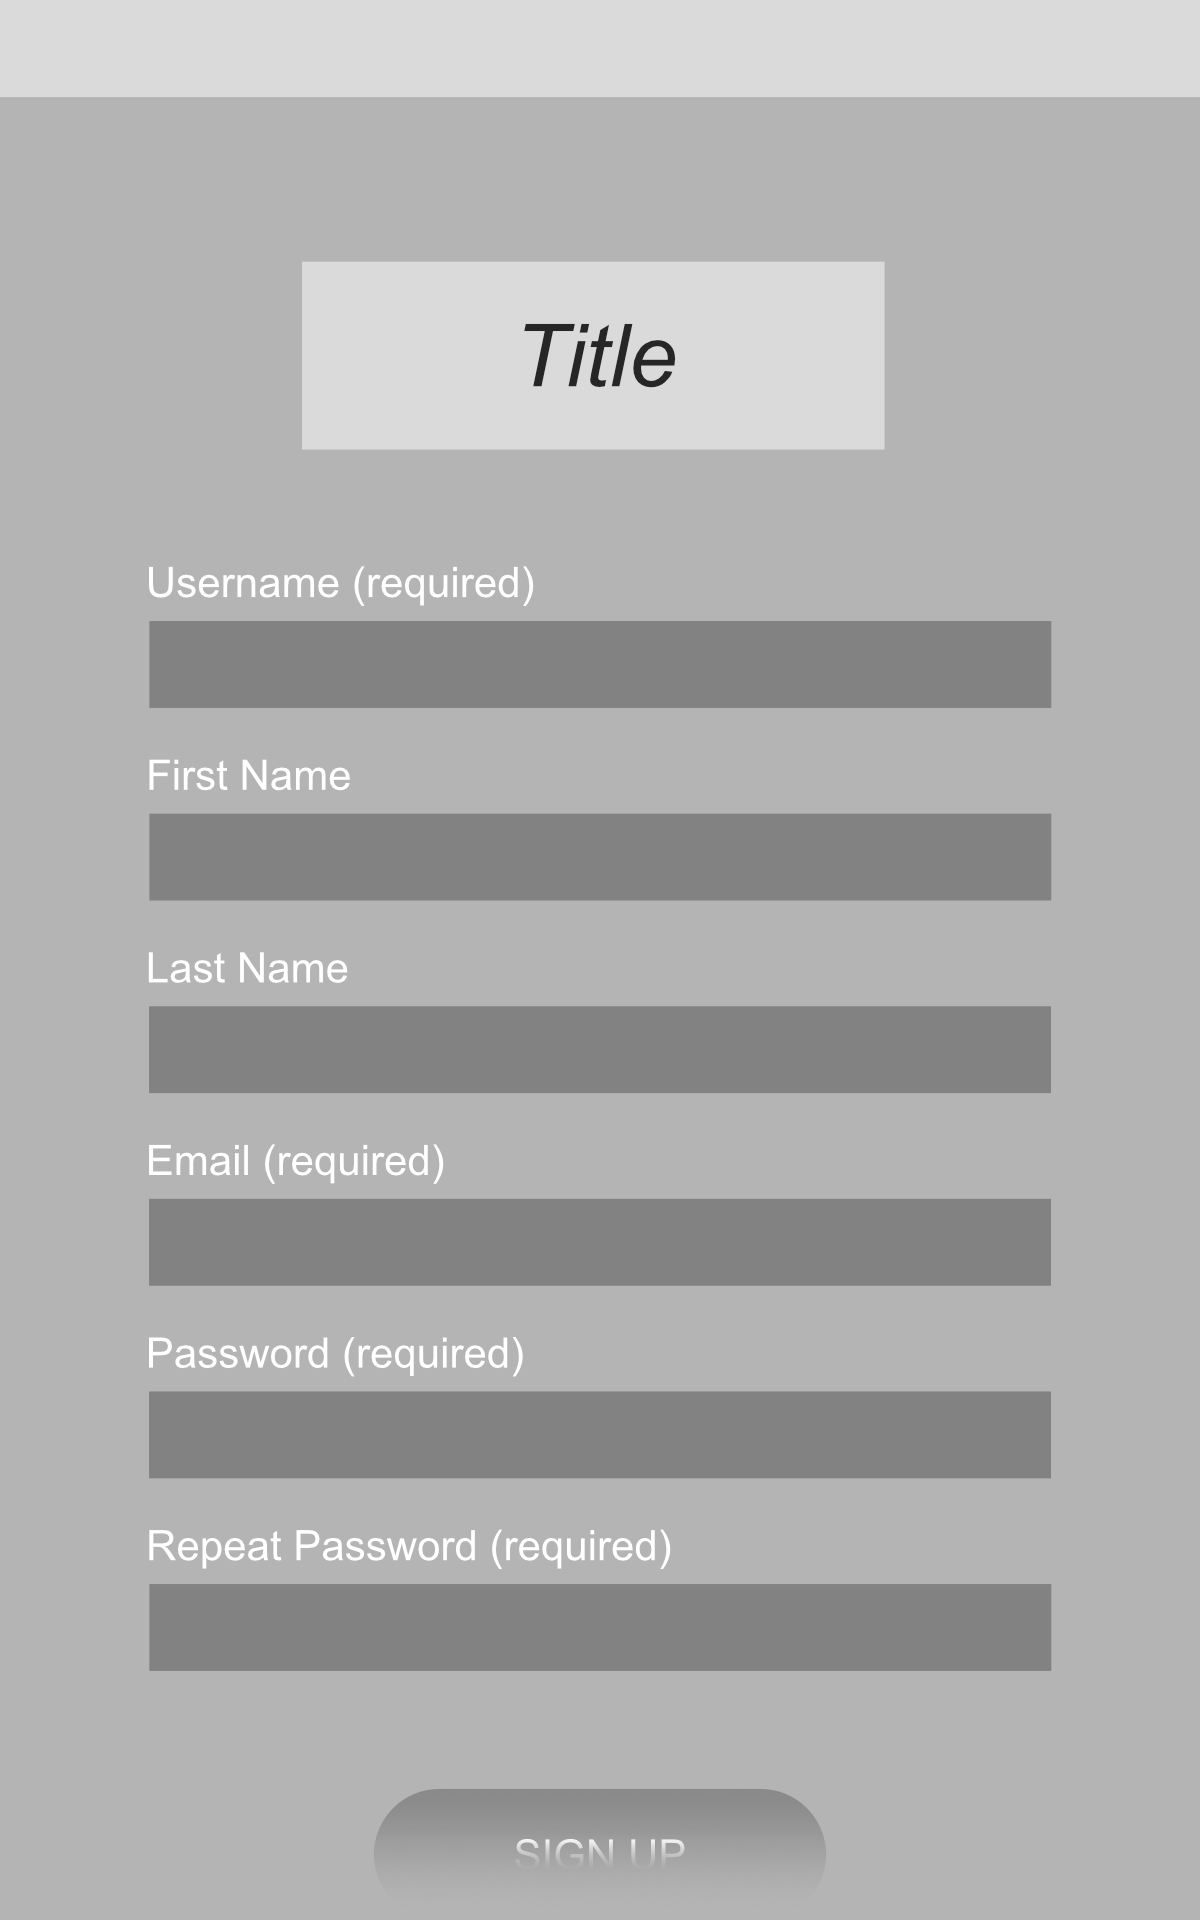 Title
Username (required)
First Name
Last Name
Email (required)
Password (required)
Repeat Password (required)
SIGN UP